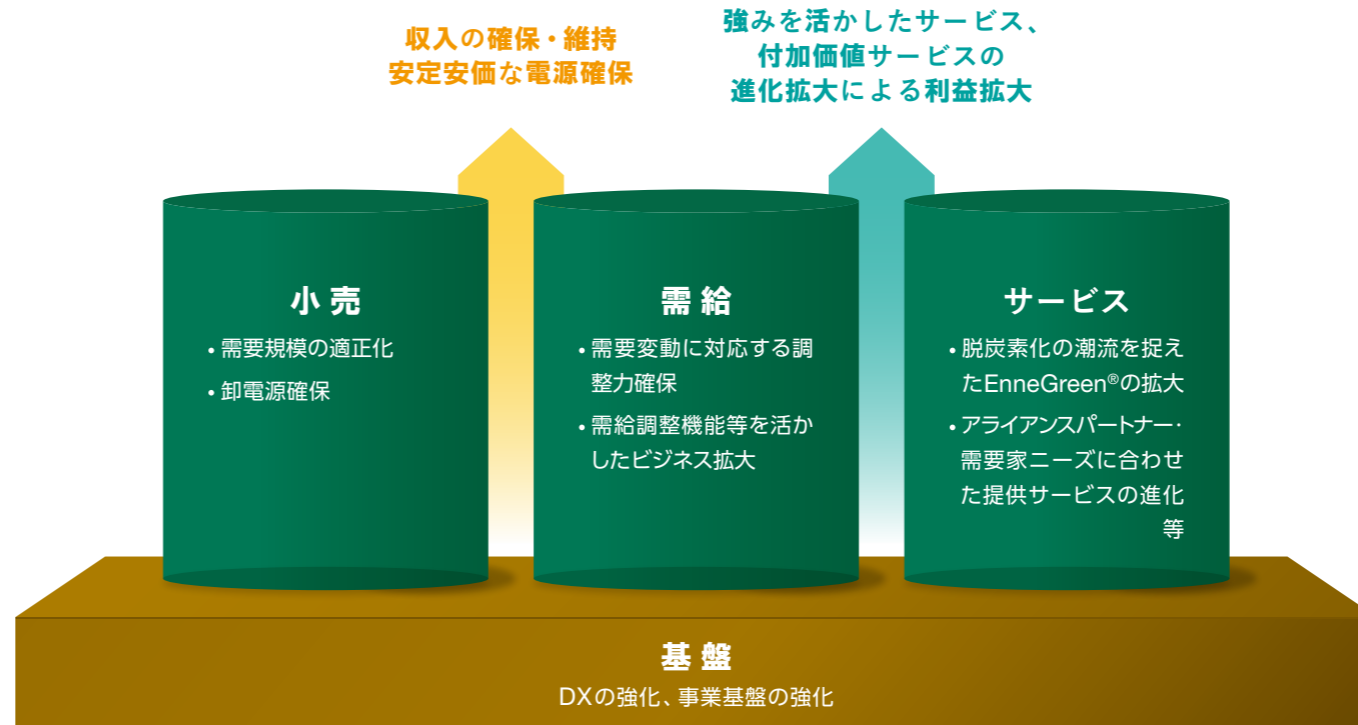 収入の確保・維持
安定安価な電源確保
強みを活かしたサービス、
付加価値サービスの
進化拡大による利益拡大
小売
• 需要規模の適正化
• 卸電源確保
需給
• 需要変動に対応する調
整力確保
• 需給調整機能等を活か
したビジネス拡大
サービス
• 脱炭素化の潮流を捉え
たEnneGreen®の拡大
• アライアンスパートナー・
需要家ニーズに合わせ
た提供サービスの進化
等
基盤
DXの強化、事業基盤の強化